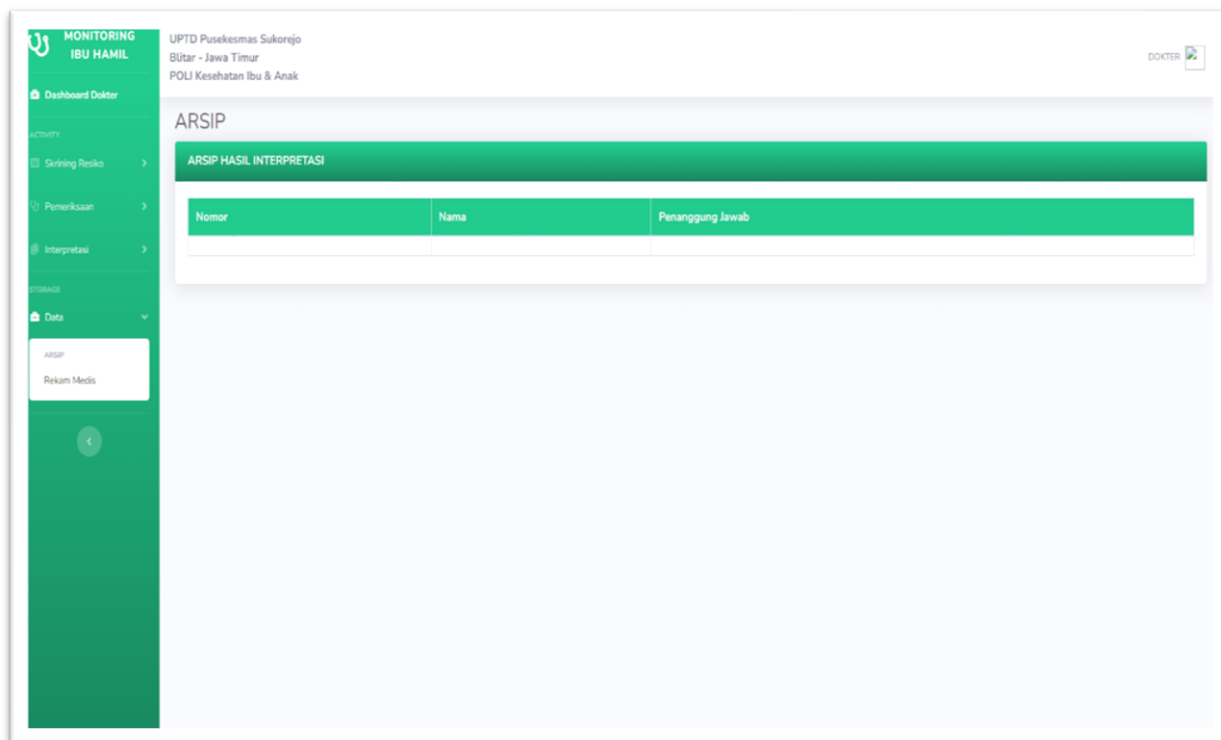 MONITORING
IBU HAMIL
Dashboard Dokter
ACTIVITY
Skrining Resiko
Pemeriksaan
Interpretasi
STORAGE
Data
ARSIP
Rekam Medis
UPTD Pusekesmas Sukorejo
Blitar - Jawa Timur
POLI Kesehatan Ibu & Anak
DOKTER
ARSIP
ARSIP HASIL INTERPRETASI
Nomor Nama Penanggung Jawab